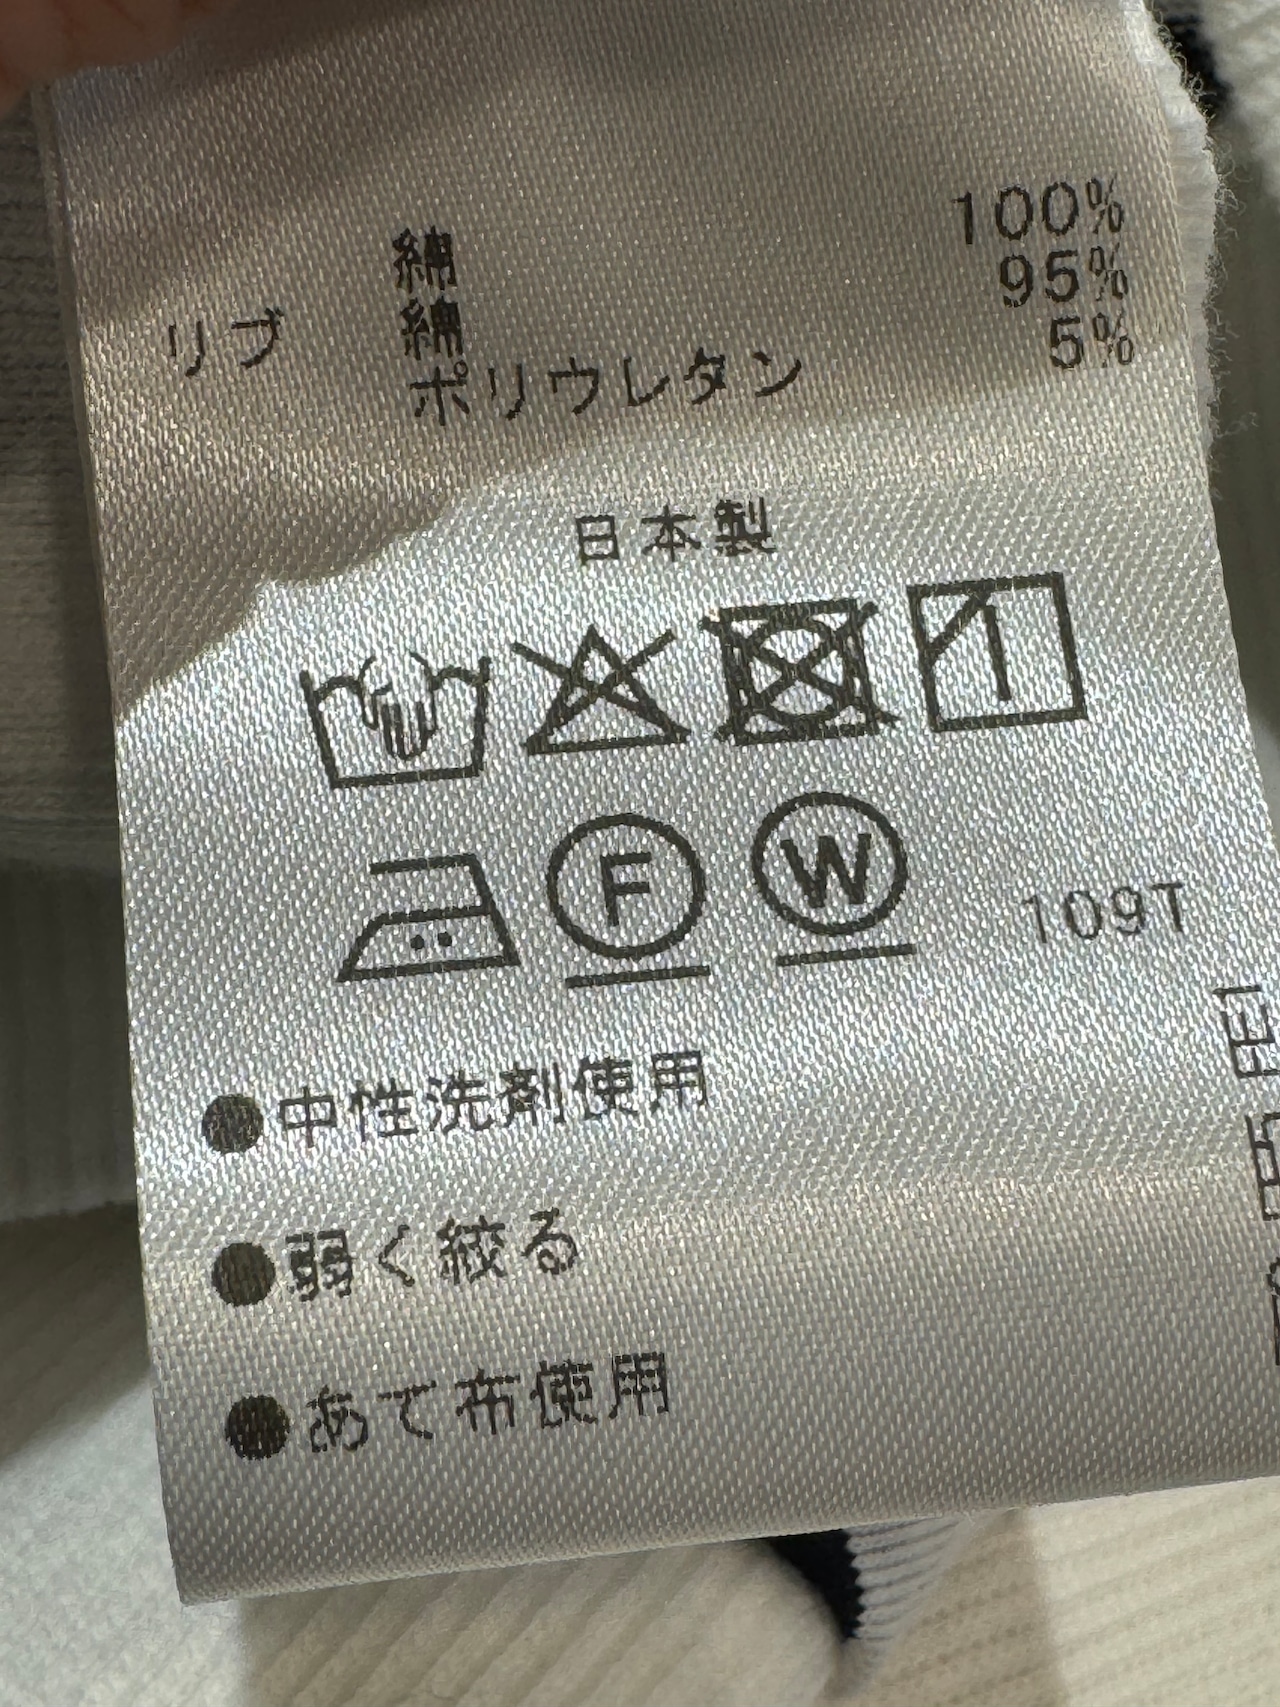 綿 100%
リブ 綿 95%
ポリウレタン 5%
日本製
F W 109T
●中性洗剤使用
●弱く絞る
●あて布使用